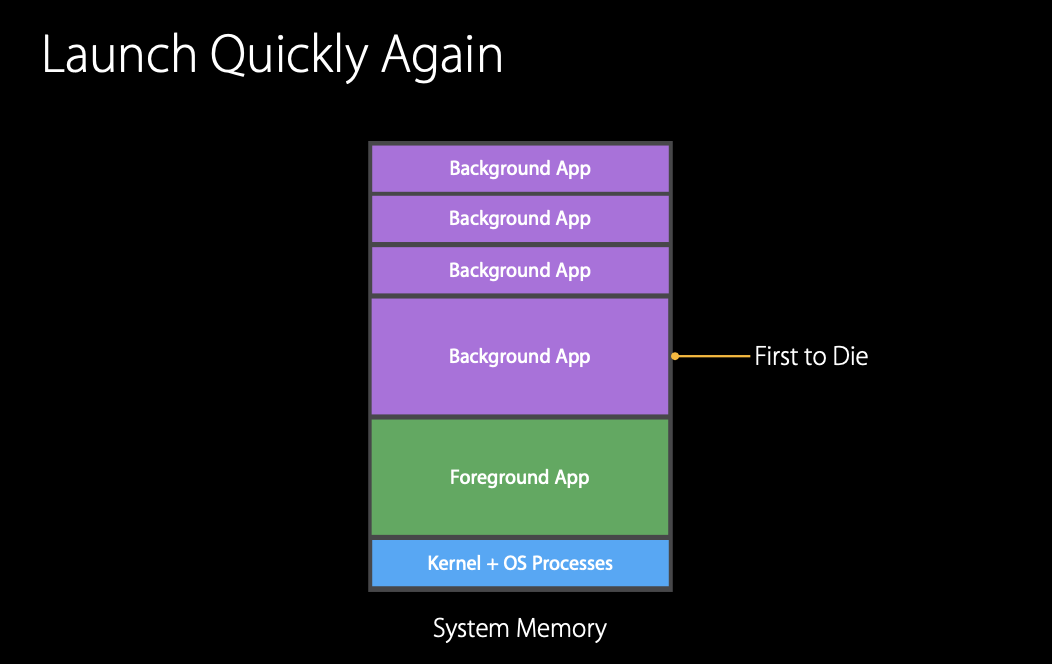 Launch Quickly Again
Background App
Background App
Background App
Background App
First to Die
Foreground App
Kernel + OS Processes
System Memory